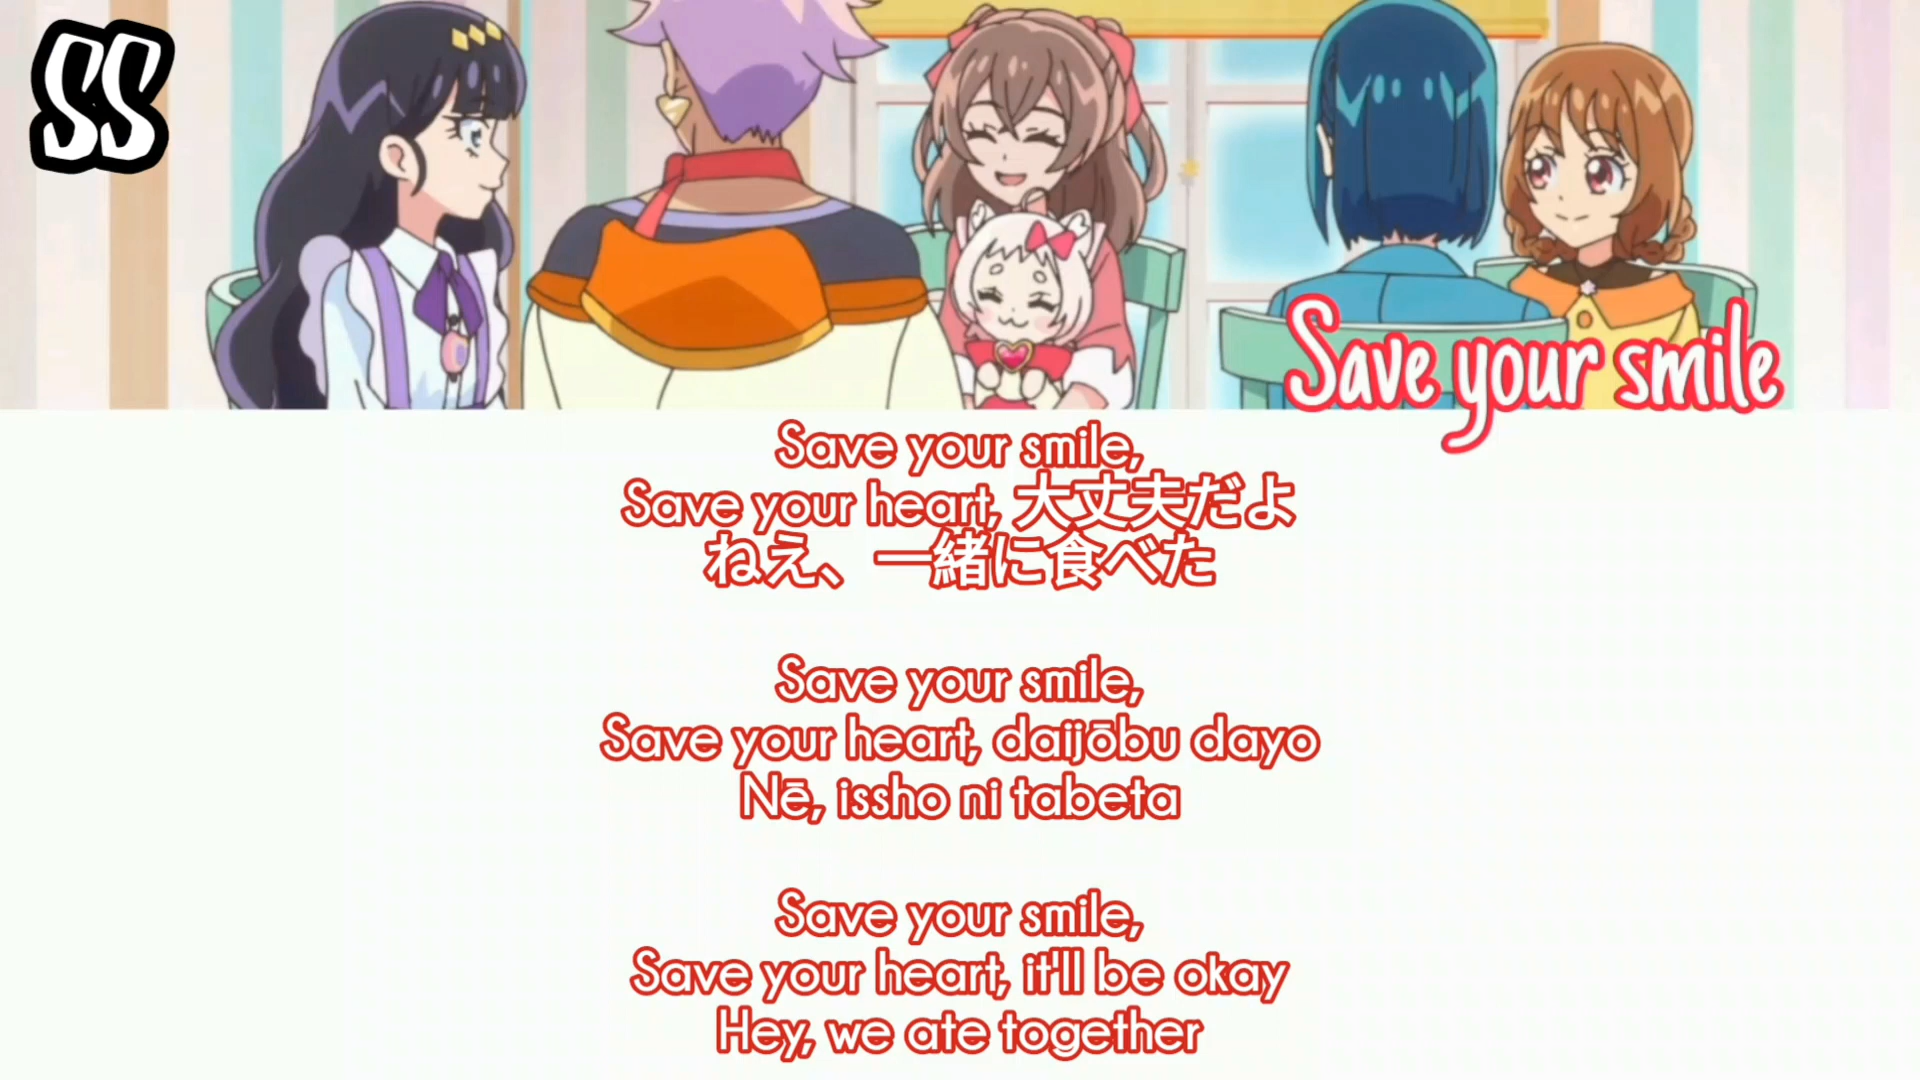 SS
Save your smile
Save your smile,
Save your heart, 大丈夫だよ
ねえ、一緒に食べた
Save your smile,
Save your heart, daijōbu dayo
Nē, issho ni tabeta
Save your smile,
Save your heart, it'll be okay
Hey, we ate together